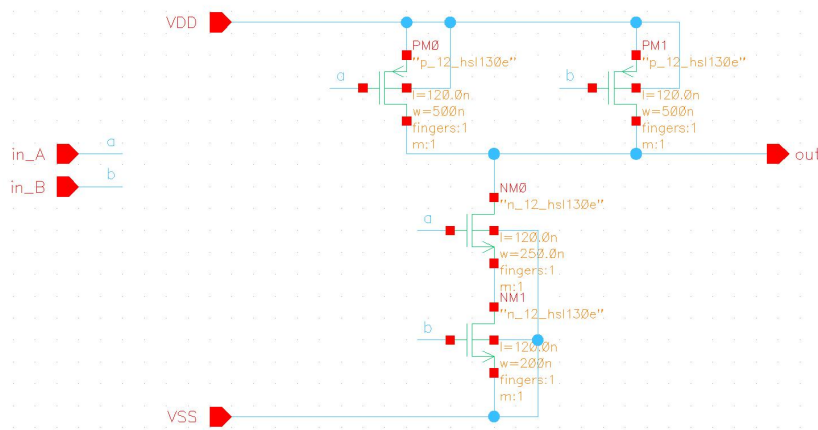 VDD
PM0
"p_12_hsl130e"
a
l=120.0n
w=500n
fingers:1
m:1
PM1
"p_12_hsl130e"
b
l=120.0n
w=500n
fingers:1
m:1
in_A
a
in_B
b
out
NM0
"n_12_hsl130e"
a
l=120.0n
w=250.0n
fingers:1
m:1
NM1
"n_12_hsl130e"
b
l=120.0n
w=200n
fingers:1
m:1
VSS